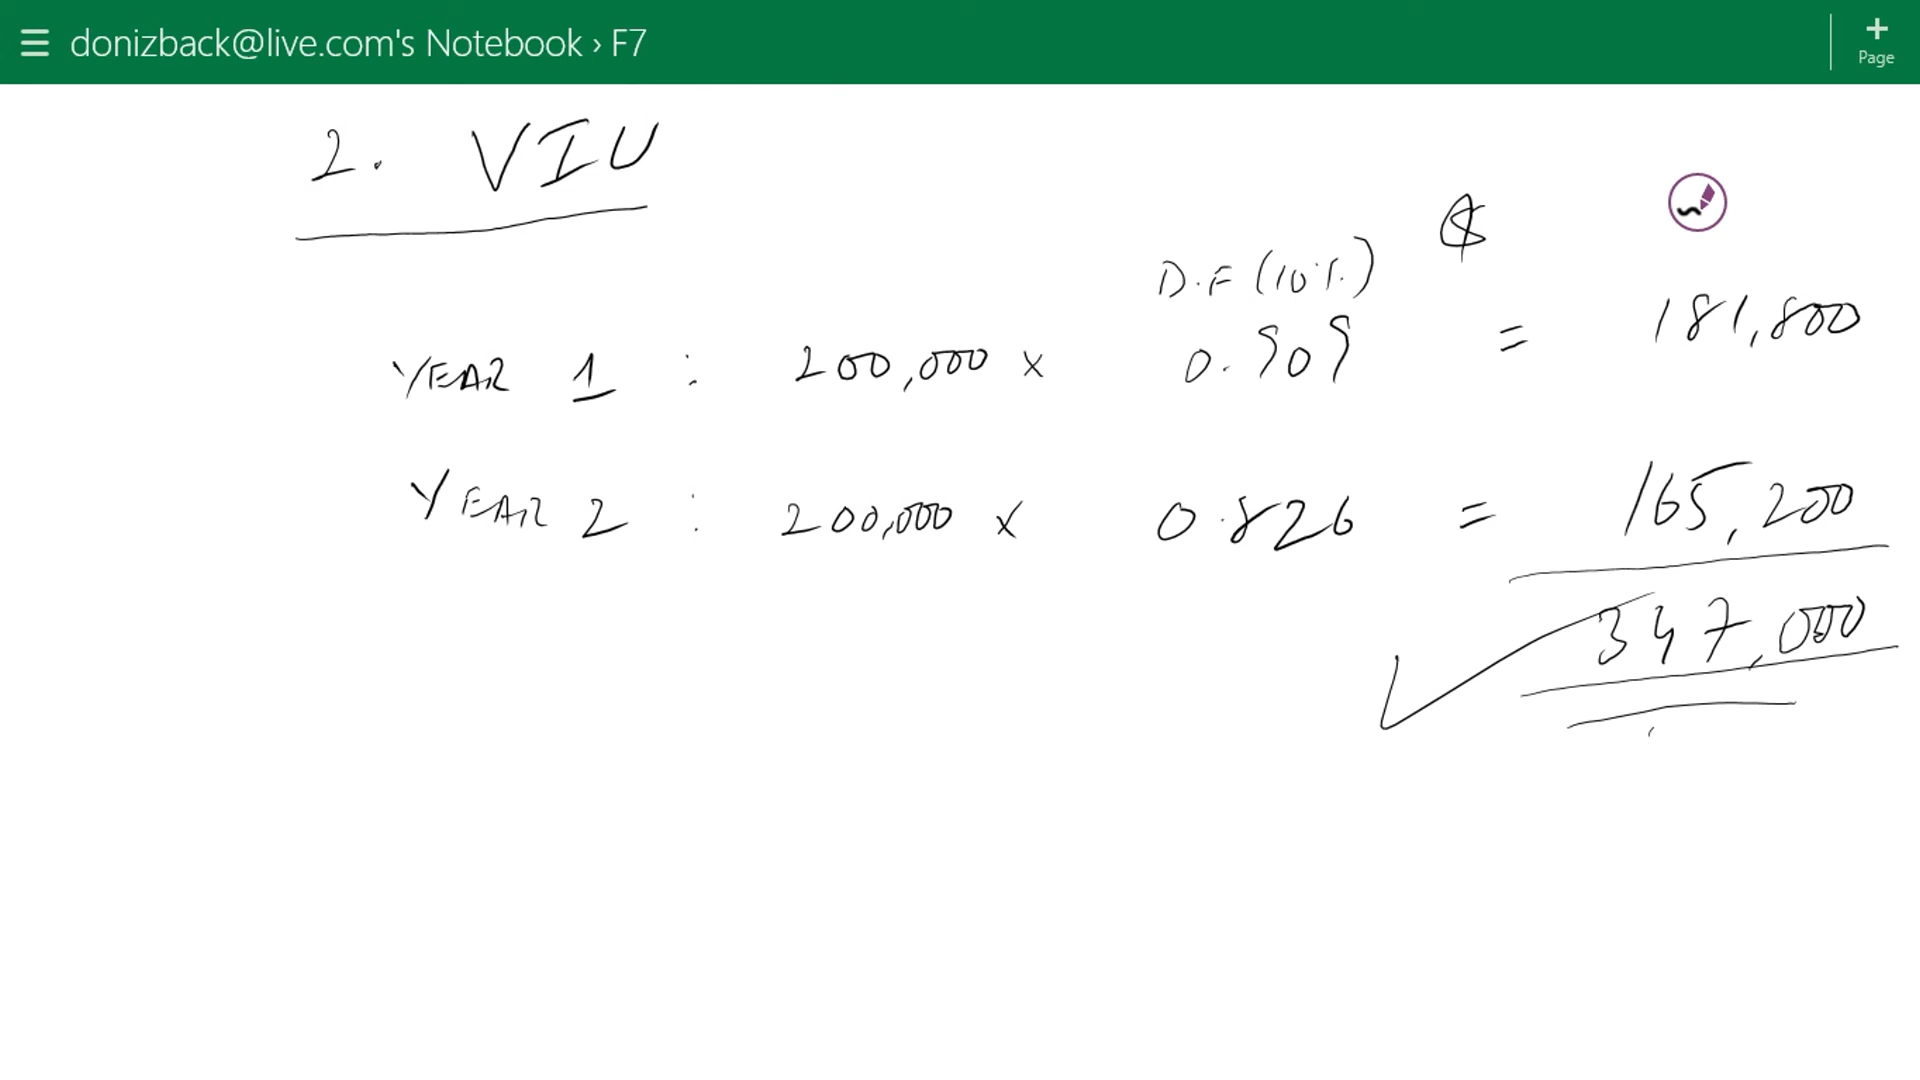 donizback@live.com's Notebook › F7
+
Page
2. VIU
$
D.F (10%)
YEAR 1 : 200,000 x 0.909 = 181,800
YEAR 2 : 200,000 x 0.826 = 165,200
347,000